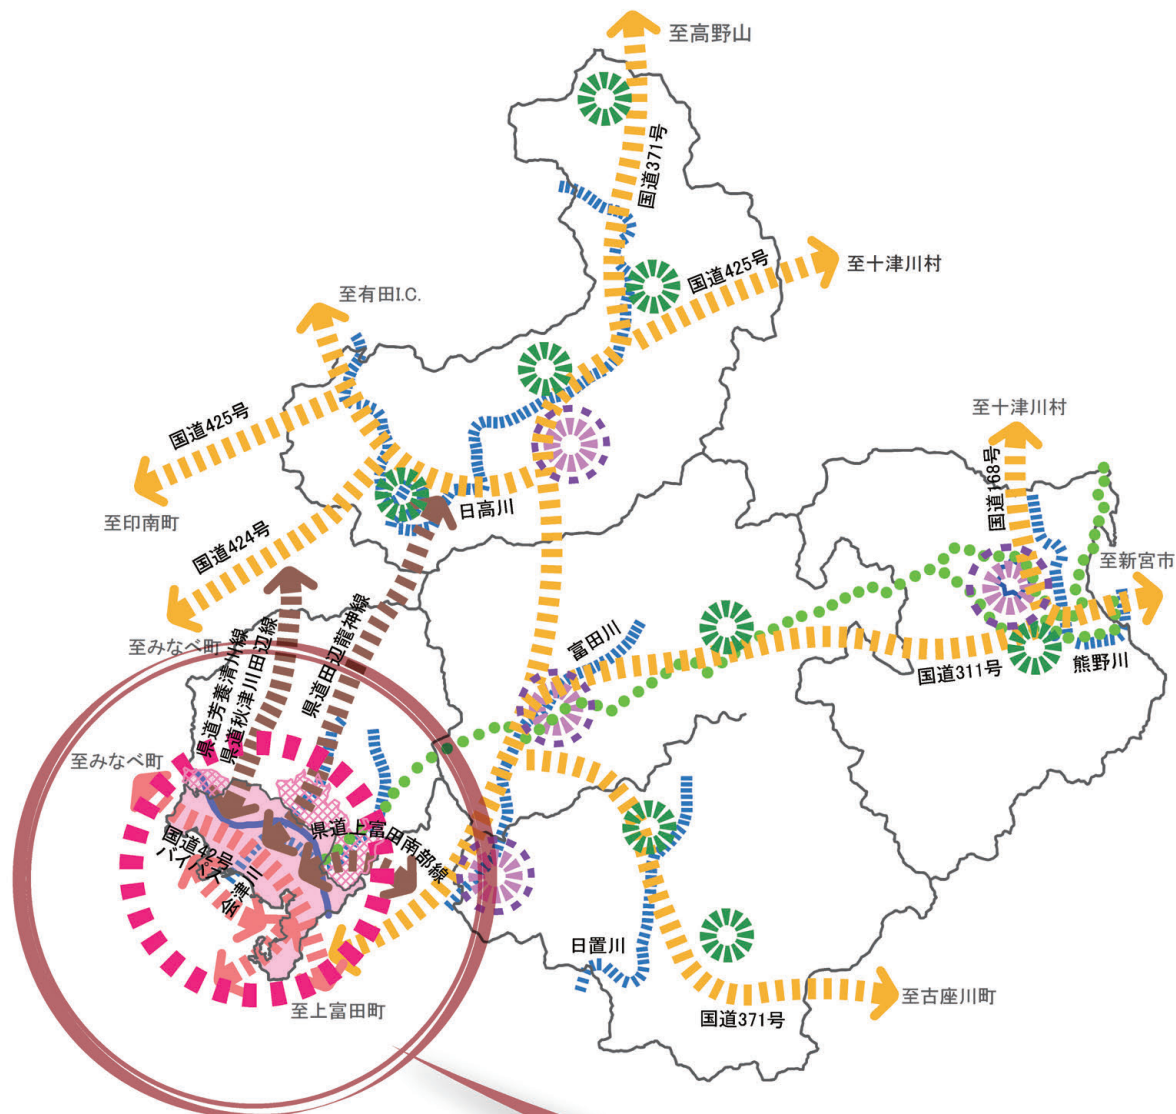 至高野山
国道371号
国道425号
至十津川村
至有田I.C.
国道425号
至十津川村
国道168号
至印南町
日高川
国道424号
至新宮市
至みなべ町
富田川
国道311号
熊野川
県道芳養清川線
県道秋津川田辺線
県道田辺龍神線
至みなべ町
県道上富田南部線
国道42号
バイパス
会津川
日置川
至上富田町
国道371号
至古座川町